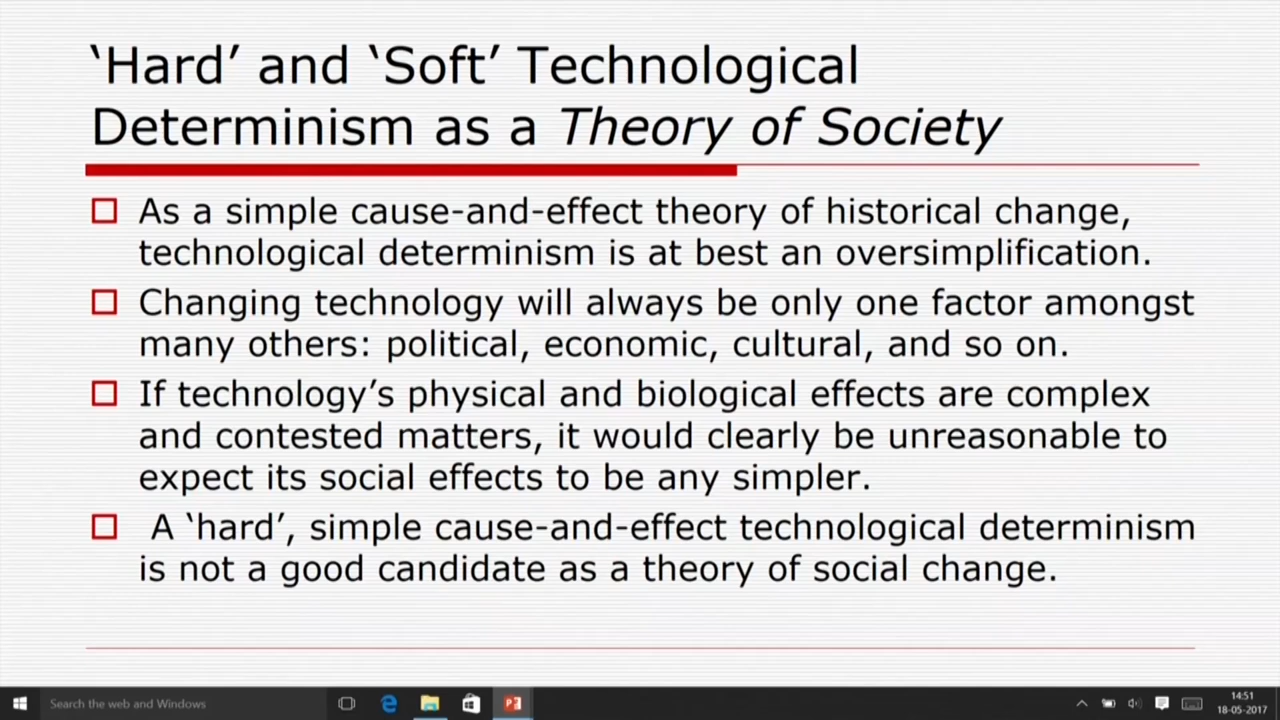 ‘Hard’ and ‘Soft’ Technological
Determinism as a Theory of Society
As a simple cause-and-effect theory of historical change,
technological determinism is at best an oversimplification.
Changing technology will always be only one factor amongst
many others: political, economic, cultural, and so on.
If technology’s physical and biological effects are complex
and contested matters, it would clearly be unreasonable to
expect its social effects to be any simpler.
A ‘hard’, simple cause-and-effect technological determinism
is not a good candidate as a theory of social change.
Search the web and Windows
14:51
18-05-2017